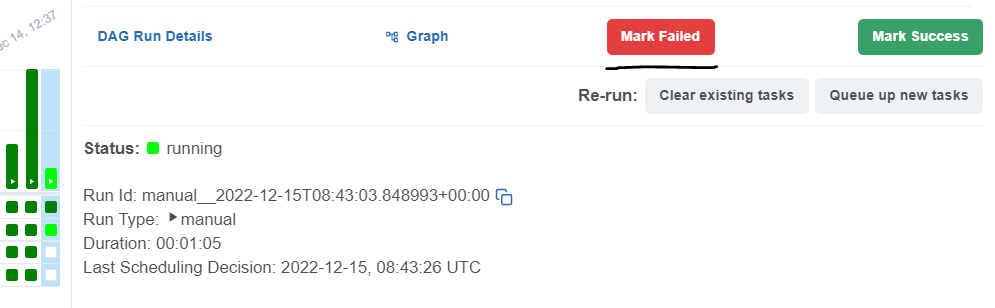 ec 14, 12:37
DAG Run Details
Graph
Mark Failed
Mark Success
Re-run:
Clear existing tasks
Queue up new tasks
Status: running
Run Id: manual__2022-12-15T08:43:03.848993+00:00
Run Type: manual
Duration: 00:01:05
Last Scheduling Decision: 2022-12-15, 08:43:26 UTC